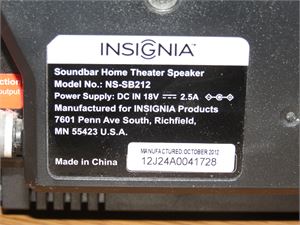 INSIGNIA
Soundbar Home Theater Speaker
Model No.: NS-SB212
Power Supply: DC IN 18V ⎓ 2.5A
Manufactured for INSIGNIA Products
7601 Penn Ave South, Richfield,
MN 55423 U.S.A.
Made in China
MANUFACTURED: OCTOBER 2012
12J24A0041728